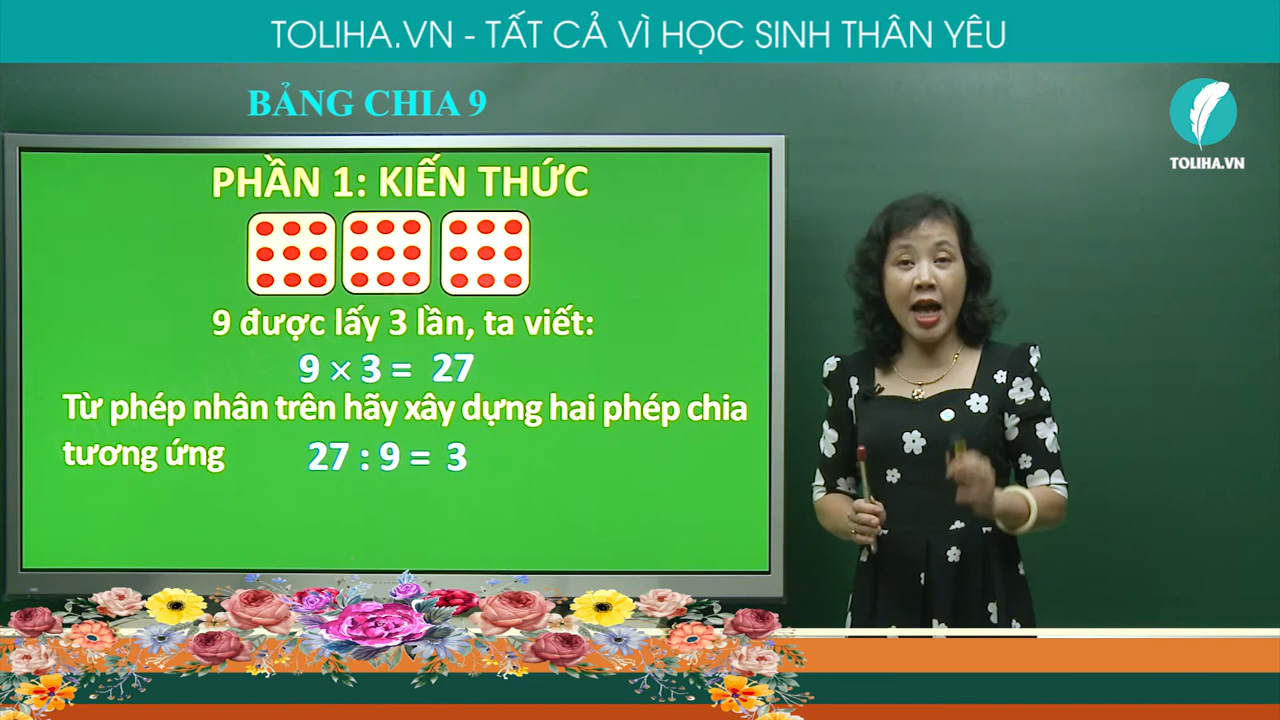 TOLIHA.VN - TẤT CẢ VÌ HỌC SINH THÂN YÊU
BẢNG CHIA 9
TOLIHA.VN
PHẦN 1: KIẾN THỨC
9 được lấy 3 lần, ta viết:
9 × 3 = 27
Từ phép nhân trên hãy xây dựng hai phép chia
tương ứng 27 : 9 = 3